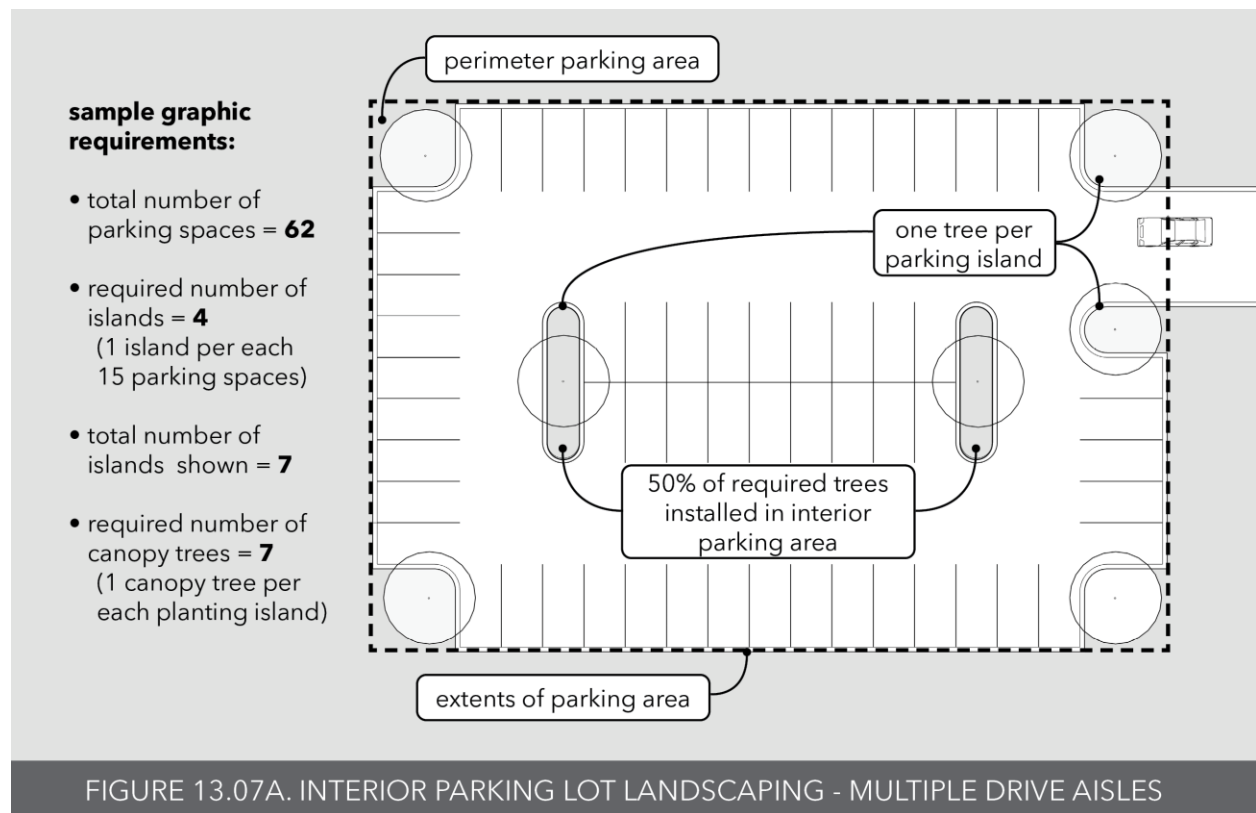 perimeter parking area
sample graphic
requirements:
• total number of
parking spaces = 62
• required number of
islands = 4
(1 island per each
15 parking spaces)
• total number of
islands shown = 7
• required number of
canopy trees = 7
(1 canopy tree per
each planting island)
one tree per
parking island
50% of required trees
installed in interior
parking area
extents of parking area
FIGURE 13.07A. INTERIOR PARKING LOT LANDSCAPING - MULTIPLE DRIVE AISLES